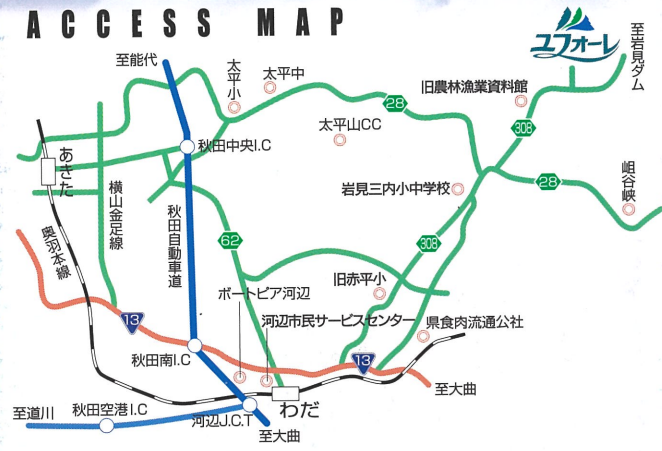 ACCESS MAP
ユフォーレ
至岩見ダム
至能代
太平小
太平中
28
旧農林漁業資料館
308
太平山CC
秋田中央I.C
あきた
横山金足線
秋田自動車道
岩見三内小中学校
28
岨谷峡
奥羽本線
62
308
旧赤平小
ボートピア河辺
13
河辺市民サービスセンター
県食肉流通公社
秋田南I.C
13
至大曲
わだ
至道川
秋田空港I.C
河辺J.C.T
至大曲